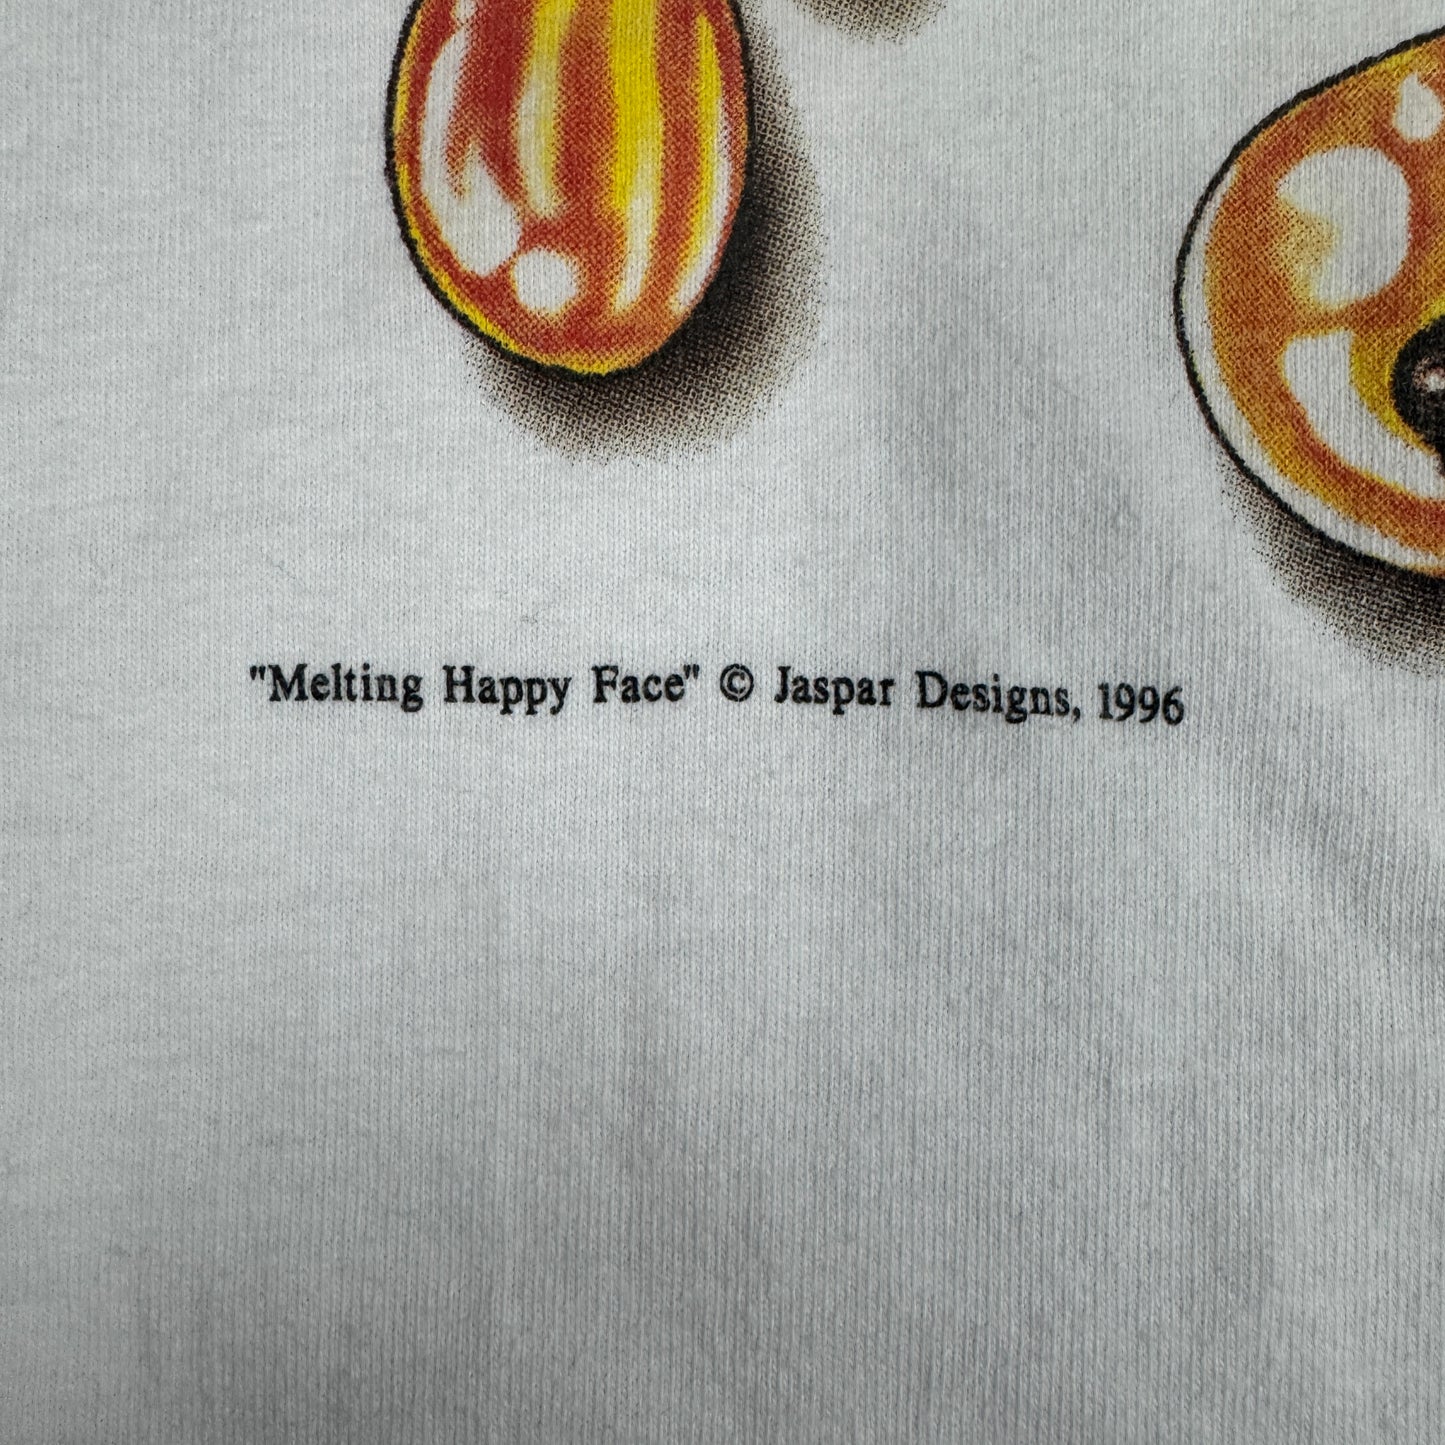 "Melting Happy Face" © Jaspar Designs, 1996